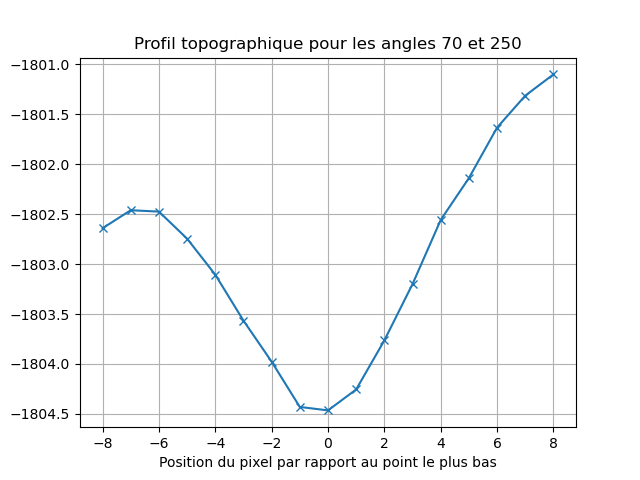 Profil topographique pour les angles 70 et 250
−1801.0
−1801.5
−1802.0
−1802.5
−1803.0
−1803.5
−1804.0
−1804.5
−8 −6 −4 −2 0 2 4 6 8
Position du pixel par rapport au point le plus bas